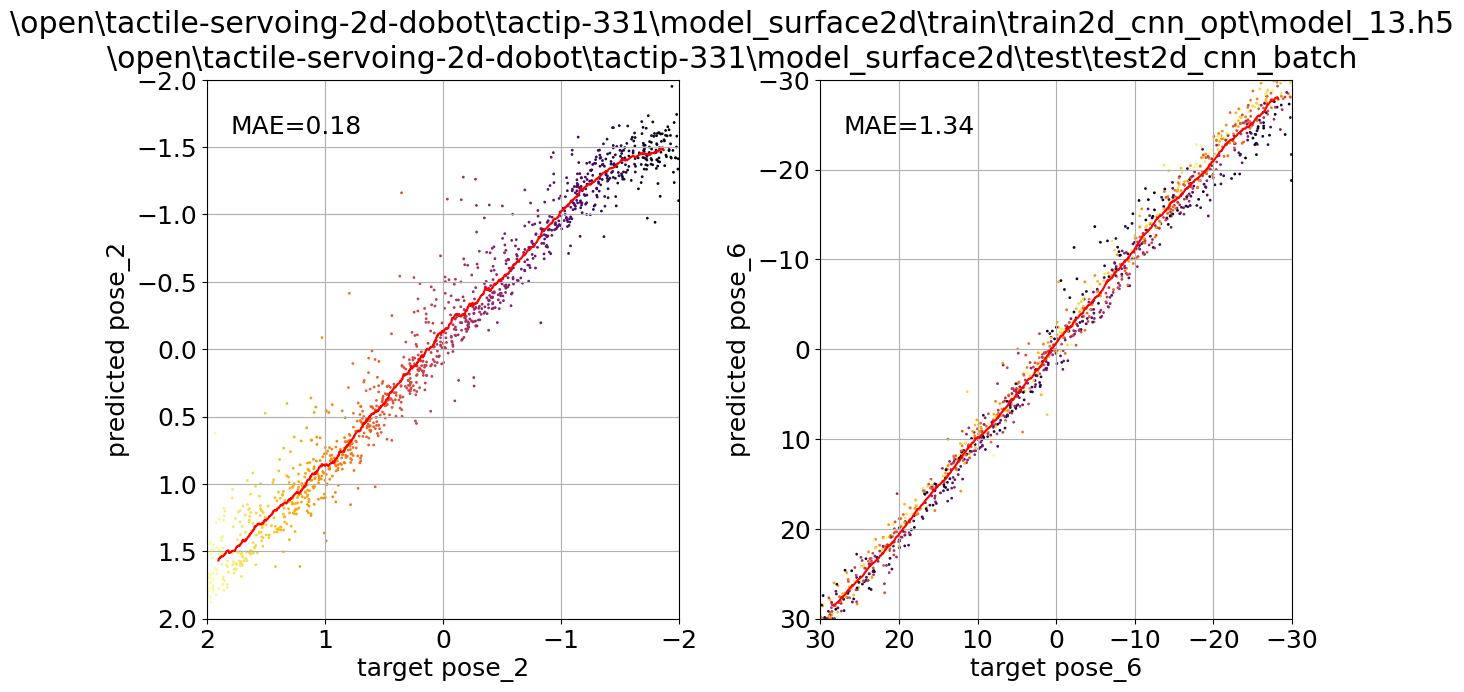 \open\tactile-servoing-2d-dobot\tactip-331\model_surface2d\train\train2d_cnn_opt\model_13.h5
\open\tactile-servoing-2d-dobot\tactip-331\model_surface2d\test\test2d_cnn_batch
MAE=0.18
predicted pose_2
−2.0
−1.5
−1.0
−0.5
0.0
0.5
1.0
1.5
2.0
2 1 0 −1 −2
target pose_2
MAE=1.34
predicted pose_6
−30
−20
−10
0
10
20
30
30 20 10 0 −10 −20 −30
target pose_6